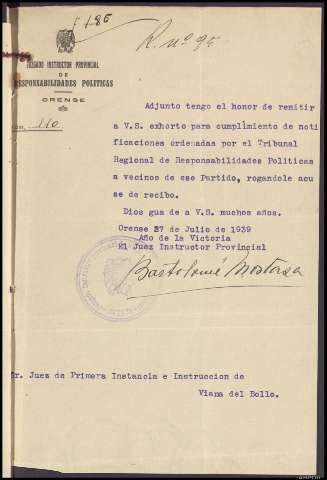 F 186
R. nº 95
JUZGADO INSTRUCTOR PROVINCIAL
DE
RESPONSABILIDADES POLITICAS
ORENSE
Núm. 110
Adjunto tengo el honor de remitir
a V.S. exhorto para cumplimiento de noti
ficaciones ordenadas por el Tribunal
Regional de Responsabilidades Politicas
a vecinos de ese Partido, rogandole acu
se de recibo.
Dios gua de a V.S. muchos años.
Orense 27 de Julio de 1939
Año de la Victoria
El Juez Instructor Provincial
Bartolomé Mostaza
Sr. Juez de Primera Instancia e Instruccion de
Viana del Bollo.